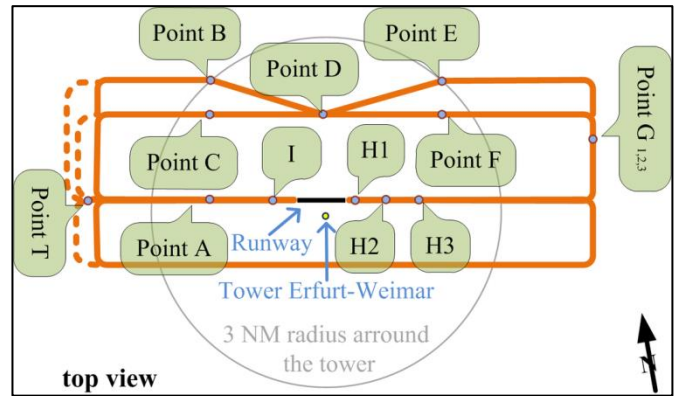 Point B
Point E
Point D
Point G 1,2,3
Point C
I
H1
Point F
Point T
Point A
Runway
H2
H3
Tower Erfurt-Weimar
3 NM radius arround
the tower
top view
N